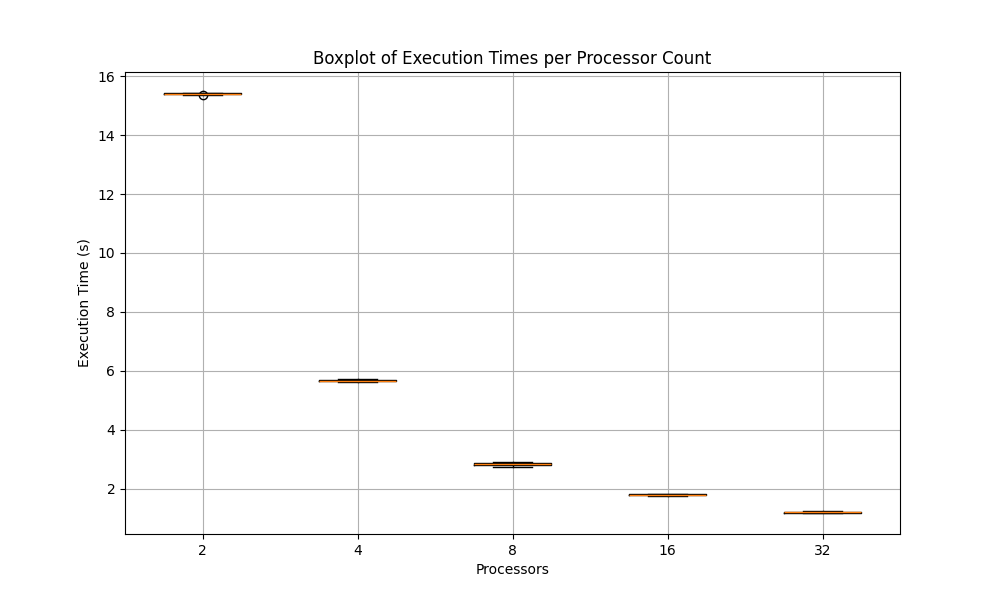 Boxplot of Execution Times per Processor Count
Execution Time (s)
16
14
12
10
8
6
4
2
2 4 8 16 32
Processors